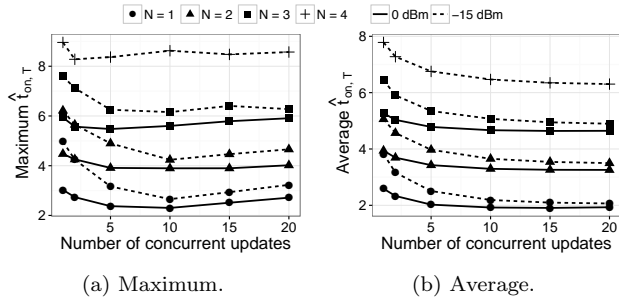 N = 1 N = 2 N = 3 N = 4 0 dBm −15 dBm
Maximum t̂on, T
8
6
4
2
5 10 15 20
Number of concurrent updates
(a) Maximum.
Average t̂on, T
8
6
4
2
5 10 15 20
Number of concurrent updates
(b) Average.